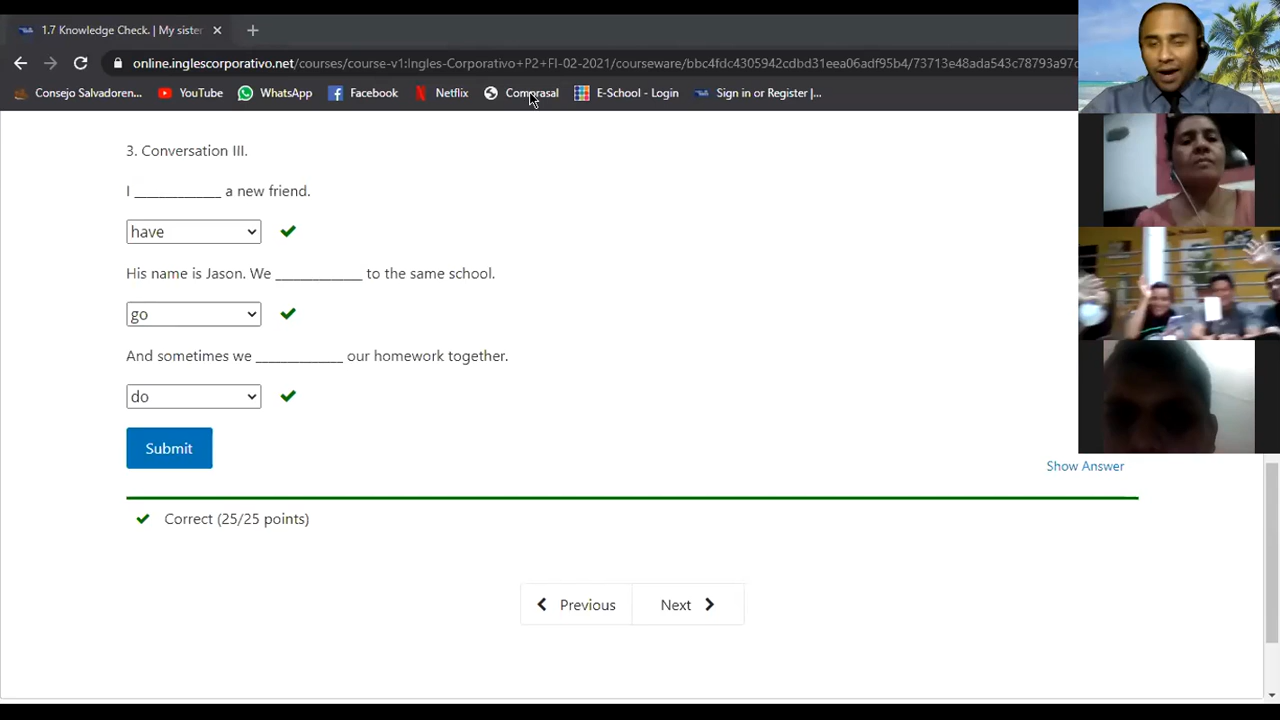 1.7 Knowledge Check. | My sister
online.inglescorporativo.net/courses/course-v1:Ingles-Corporativo+P2+FI-02-2021/courseware/bbc4fdc4305942cdbd31eea06adf95b4/73713e48ada543c78793a97c
Consejo Salvadoren... YouTube WhatsApp Facebook Netflix Comprasal E-School - Login Sign in or Register |...
3. Conversation III.
I _____________ a new friend.
have
His name is Jason. We _____________ to the same school.
go
And sometimes we _____________ our homework together.
do
Submit
Show Answer
Correct (25/25 points)
Previous Next